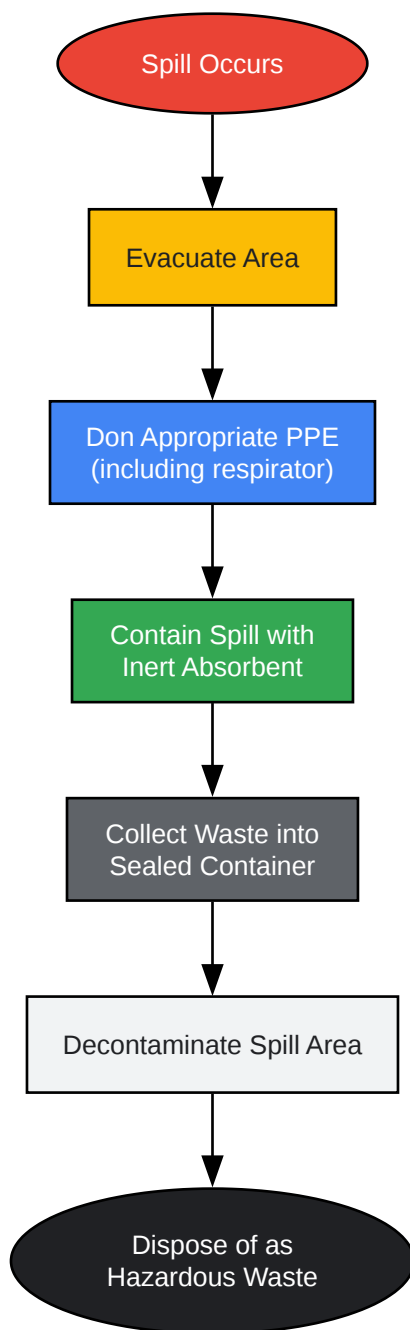 Spill Occurs
Evacuate Area
Don Appropriate PPE
(including respirator)
Contain Spill with
Inert Absorbent
Collect Waste into
Sealed Container
Decontaminate Spill Area
Dispose of as
Hazardous Waste